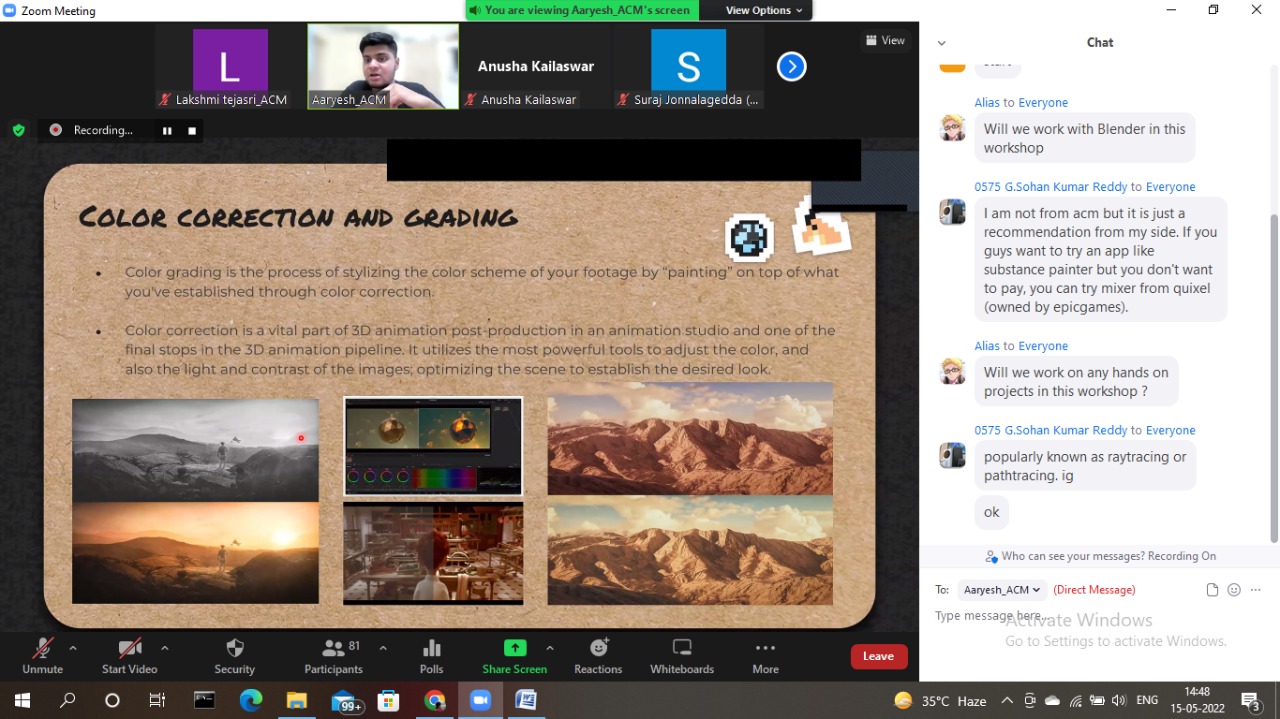 Zoom Meeting
You are viewing Aaryesh_ACM's screen
View Options
L
Lakshmi tejasri_ACM
Aaryesh_ACM
Anusha Kailaswar
Anusha Kailaswar
S
Suraj Jonnalagedda (...
View
Recording...
Color correction and grading
• Color grading is the process of stylizing the color scheme of your footage by “painting” on top of what
you've established through color correction.
• Color correction is a vital part of 3D animation post-production in an animation studio and one of the
final stops in the 3D animation pipeline. It utilizes the most powerful tools to adjust the color, and
also the light and contrast of the images; optimizing the scene to establish the desired look.
Chat
Alias to Everyone
Will we work with Blender in this
workshop
0575 G.Sohan Kumar Reddy to Everyone
I am not from acm but it is just a
recommendation from my side. If you
guys want to try an app like
substance painter but you don't want
to pay, you can try mixer from quixel
(owned by epicgames).
Alias to Everyone
Will we work on any hands on
projects in this workshop ?
0575 G.Sohan Kumar Reddy to Everyone
popularly known as raytracing or
pathtracing. ig
ok
Who can see your messages? Recording On
To: Aaryesh_ACM (Direct Message)
Type message here...
Activate Windows
Go to Settings to activate Windows.
Unmute
Start Video
Security
81
Participants
Polls
Share Screen
Reactions
Whiteboards
More
Leave
99+
35°C Haze
ENG
14:48
15-05-2022
3